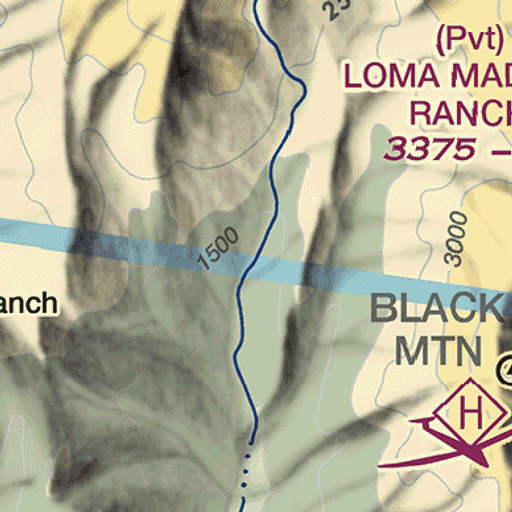 (Pvt)
LOMA MAD
RANCH
3375 –
1500
3000
anch
BLACK
MTN
H